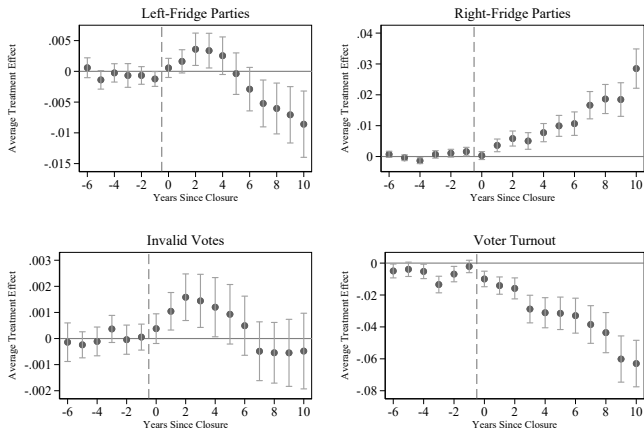 Left-Fridge Parties
Average Treatment Effect
.005
0
-.005
-.01
-.015
-6 -4 -2 0 2 4 6 8 10
Years Since Closure
Right-Fridge Parties
Average Treatment Effect
.04
.03
.02
.01
0
-6 -4 -2 0 2 4 6 8 10
Years Since Closure
Invalid Votes
Average Treatment Effect
.003
.002
.001
0
-.001
-.002
-6 -4 -2 0 2 4 6 8 10
Years Since Closure
Voter Turnout
Average Treatment Effect
0
-.02
-.04
-.06
-.08
-6 -4 -2 0 2 4 6 8 10
Years Since Closure